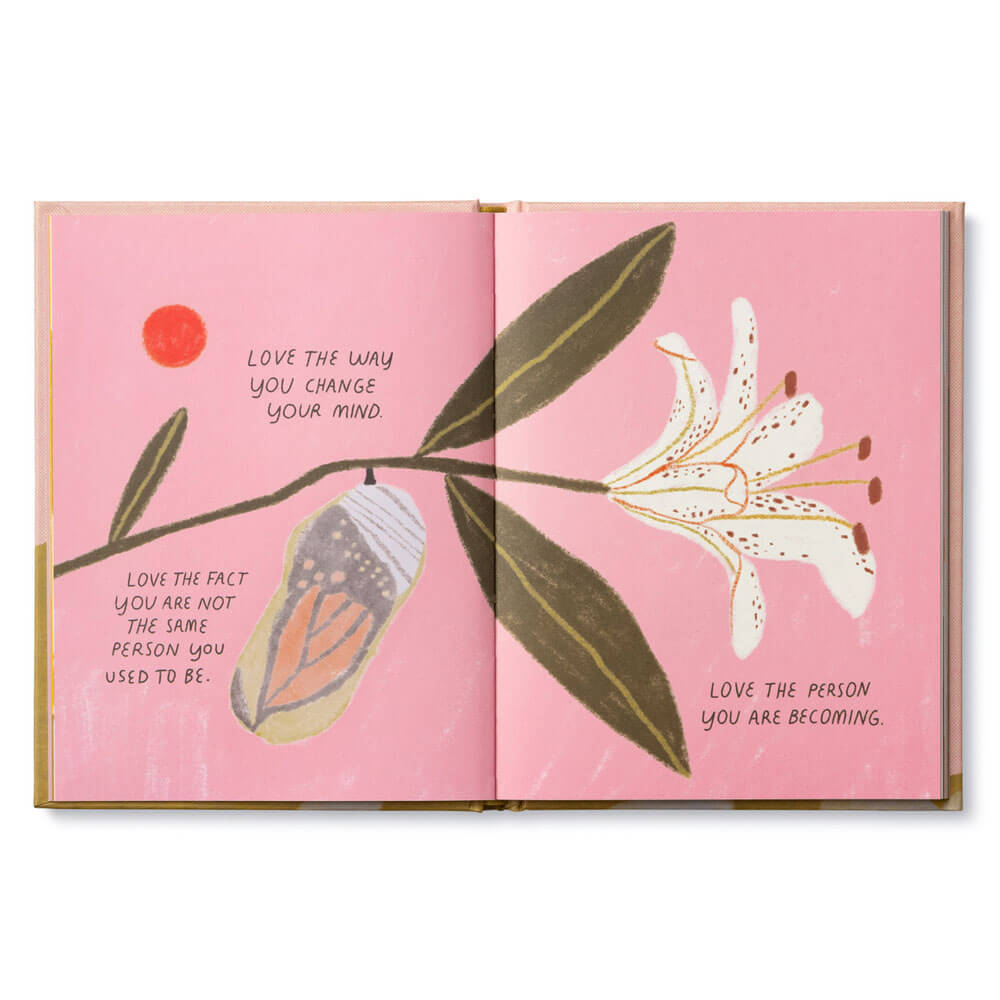 LOVE THE WAY
YOU CHANGE
YOUR MIND.
LOVE THE FACT
YOU ARE NOT
THE SAME
PERSON YOU
USED TO BE.
LOVE THE PERSON
YOU ARE BECOMING.